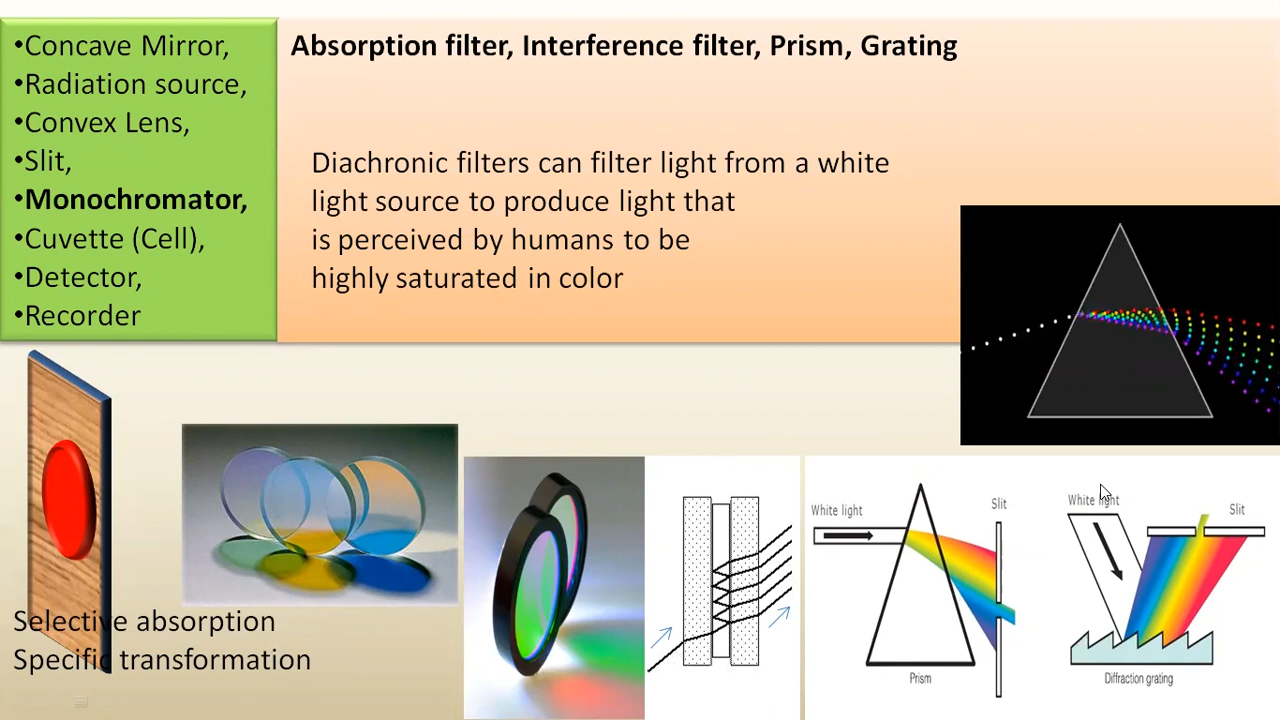 •Concave Mirror,
•Radiation source,
•Convex Lens,
•Slit,
•Monochromator,
•Cuvette (Cell),
•Detector,
•Recorder
Absorption filter, Interference filter, Prism, Grating
Diachronic filters can filter light from a white
light source to produce light that
is perceived by humans to be
highly saturated in color
Selective absorption
Specific transformation
White light
Slit
Prism
White light
Slit
Diffraction grating